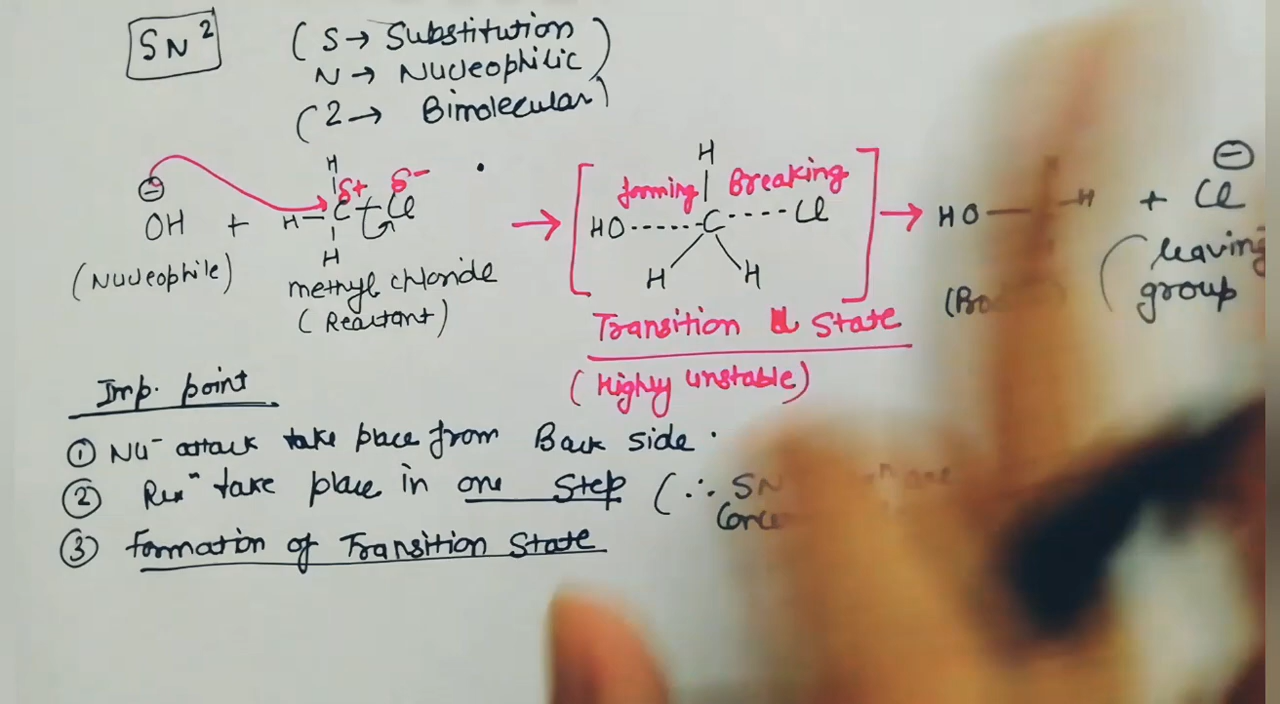 SN²
(S→ Substitution
N→ Nucleophilic)
(2→ Bimolecular)
⊖
OH + 
(Nucleophile)
H
H–C–Cl
δ+ δ-
H
methyl chloride
(Reactant)
→
H
forming Breaking
HO------C-----Cl
H H
Transition State
(Highly unstable)
→
HO— –H + Cl
⊖
(leaving
group
Imp. point
① Nu⁻ attack take place from Back side.
② Rxⁿ take place in one Step (∴ SN
③ formation of Transition State